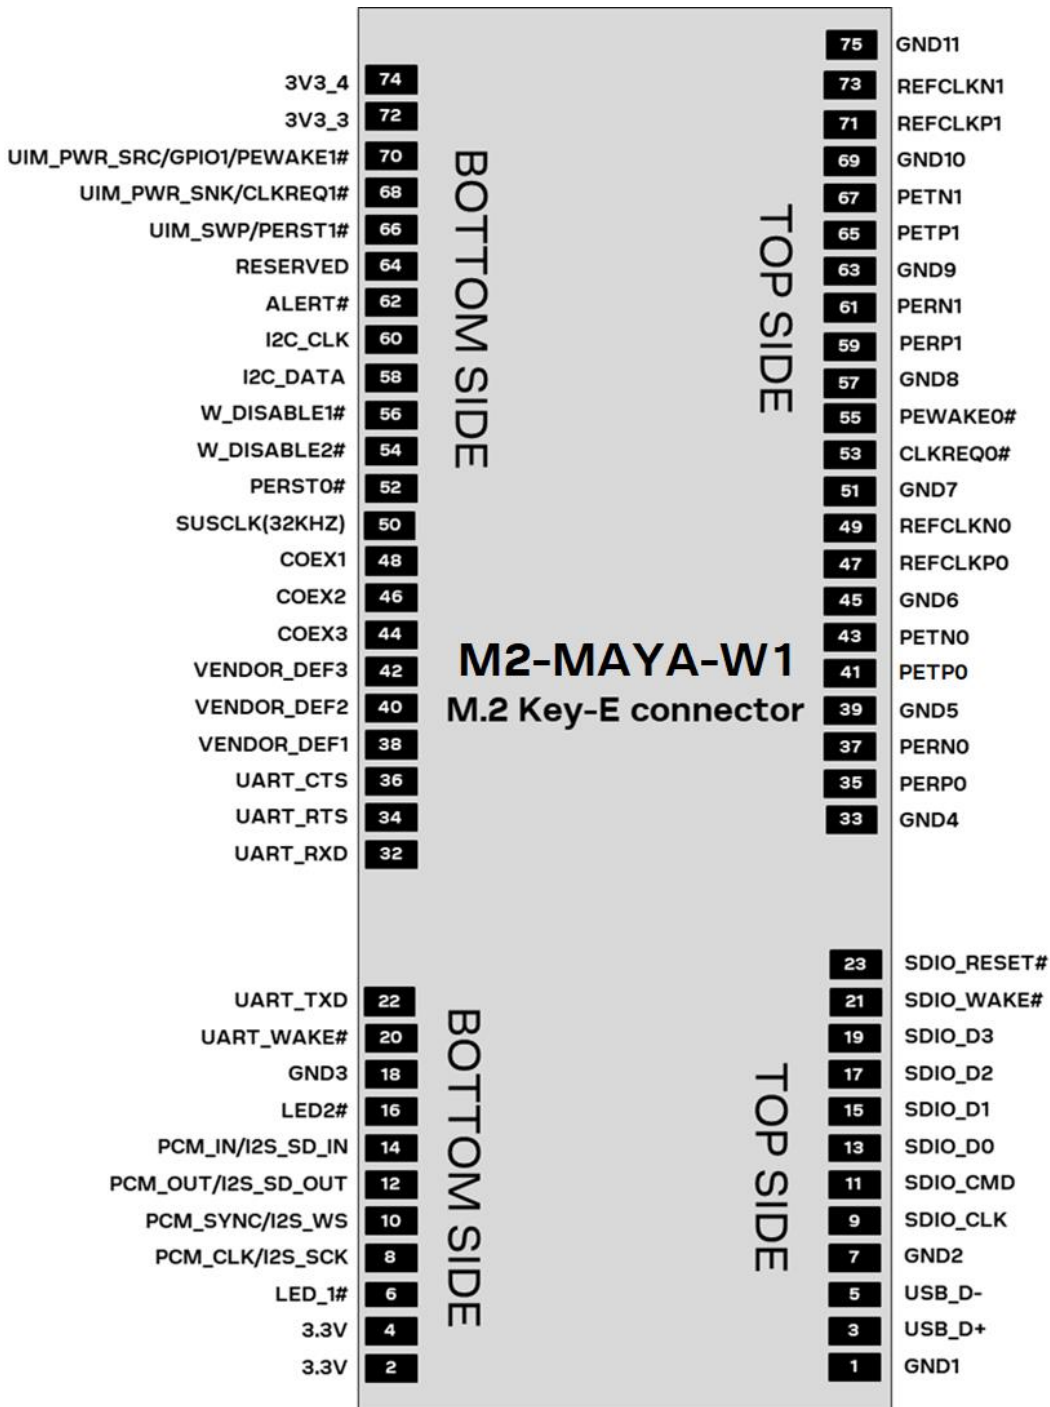 75 GND11
3V3_4 74
73 REFCLKN1
3V3_3 72
71 REFCLKP1
UIM_PWR_SRC/GPIO1/PEWAKE1# 70
69 GND10
UIM_PWR_SNK/CLKREQ1# 68
67 PETN1
UIM_SWP/PERST1# 66
65 PETP1
RESERVED 64
63 GND9
ALERT# 62
61 PERN1
I2C_CLK 60
59 PERP1
I2C_DATA 58
57 GND8
W_DISABLE1# 56
55 PEWAKE0#
W_DISABLE2# 54
53 CLKREQ0#
PERST0# 52
51 GND7
SUSCLK(32KHZ) 50
49 REFCLKN0
COEX1 48
47 REFCLKP0
COEX2 46
45 GND6
COEX3 44
43 PETN0
VENDOR_DEF3 42
41 PETP0
VENDOR_DEF2 40
39 GND5
VENDOR_DEF1 38
37 PERN0
UART_CTS 36
35 PERP0
UART_RTS 34
33 GND4
UART_RXD 32
BOTTOM SIDE
TOP SIDE
M2-MAYA-W1
M.2 Key-E connector
23 SDIO_RESET#
UART_TXD 22
21 SDIO_WAKE#
UART_WAKE# 20
19 SDIO_D3
GND3 18
17 SDIO_D2
LED2# 16
15 SDIO_D1
PCM_IN/I2S_SD_IN 14
13 SDIO_D0
PCM_OUT/I2S_SD_OUT 12
11 SDIO_CMD
PCM_SYNC/I2S_WS 10
9 SDIO_CLK
PCM_CLK/I2S_SCK 8
7 GND2
LED_1# 6
5 USB_D-
3.3V 4
3 USB_D+
3.3V 2
1 GND1
BOTTOM SIDE
TOP SIDE